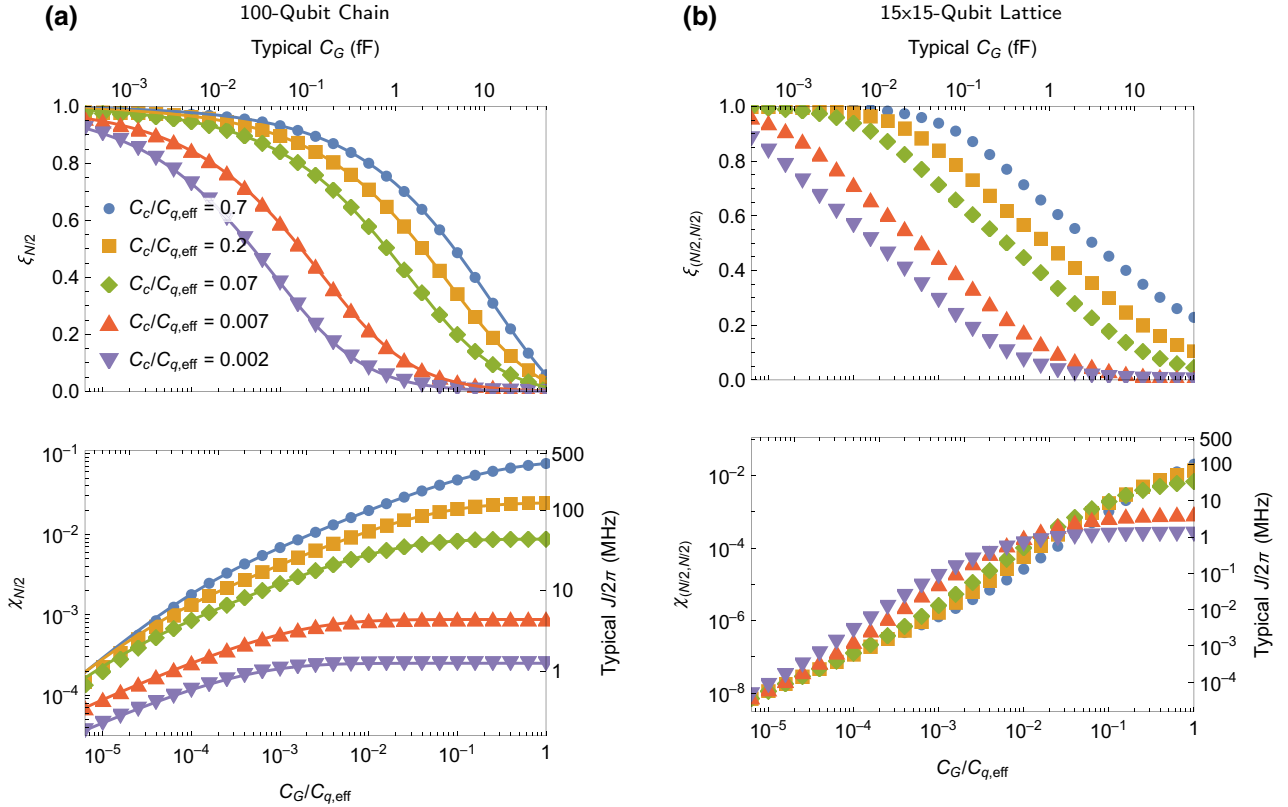 (a)
100-Qubit Chain
Typical C_G (fF)
10⁻³ 10⁻² 10⁻¹ 1 10
1.0
0.8
0.6
0.4
0.2
0.0
ξ_N/2
C_c/C_q,eff = 0.7
C_c/C_q,eff = 0.2
C_c/C_q,eff = 0.07
C_c/C_q,eff = 0.007
C_c/C_q,eff = 0.002
10⁻¹
10⁻²
10⁻³
10⁻⁴
χ_N/2
500
100
10
1
Typical J/2π (MHz)
10⁻⁵ 10⁻⁴ 10⁻³ 10⁻² 10⁻¹ 1
C_G/C_q,eff
(b)
15x15-Qubit Lattice
Typical C_G (fF)
10⁻³ 10⁻² 10⁻¹ 1 10
1.0
0.8
0.6
0.4
0.2
0.0
ξ_(N/2,N/2)
10⁻²
10⁻⁴
10⁻⁶
10⁻⁸
χ_(N/2,N/2)
500
100
10
1
10⁻¹
10⁻²
10⁻³
10⁻⁴
Typical J/2π (MHz)
10⁻⁵ 10⁻⁴ 10⁻³ 10⁻² 10⁻¹ 1
C_G/C_q,eff